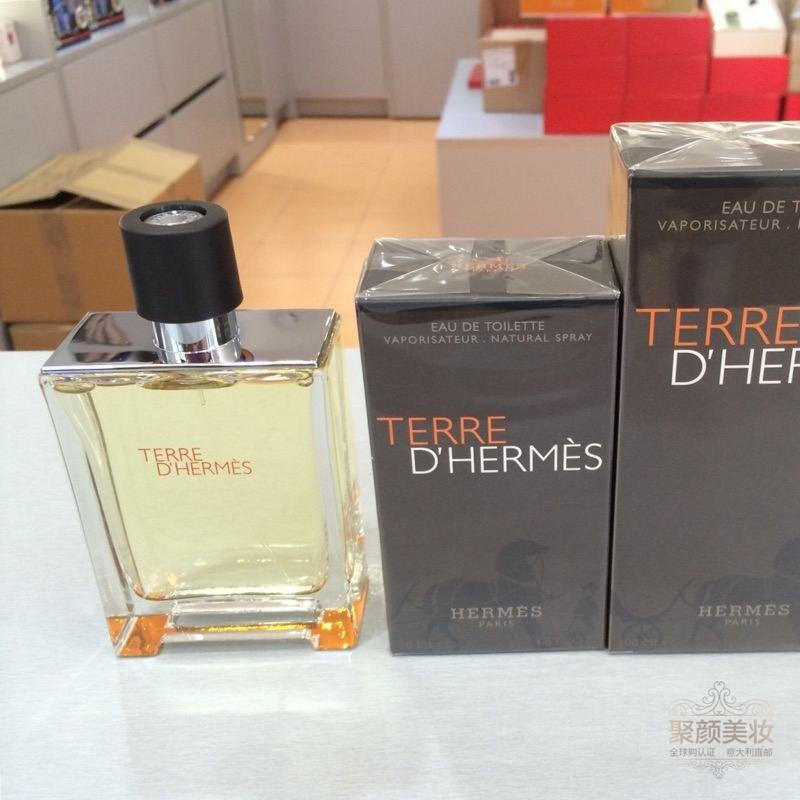 TERRE
D'HERMÈS
EAU DE TOILETTE
VAPORISATEUR . NATURAL SPRAY
TERRE
D'HERMÈS
HERMÈS
PARIS
EAU DE T
VAPORISATEUR .
TERRE
D'HER
HERMÈS
PARIS
聚颜美妆
全球购认证 意大利直邮